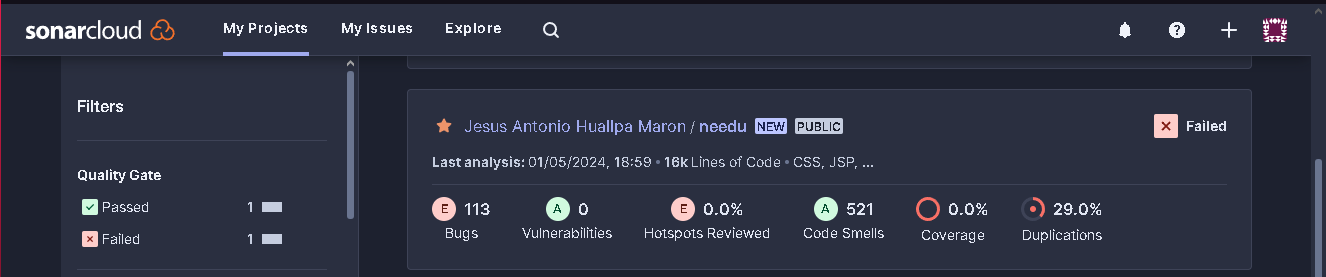 sonarcloud My Projects My Issues Explore
Filters
Quality Gate
Passed 1
Failed 1
Jesus Antonio Huallpa Maron / needu NEW PUBLIC Failed
Last analysis: 01/05/2024, 18:59 • 16k Lines of Code • CSS, JSP, ...
E 113 A 0 E 0.0% A 521 0.0% 29.0%
Bugs Vulnerabilities Hotspots Reviewed Code Smells Coverage Duplications